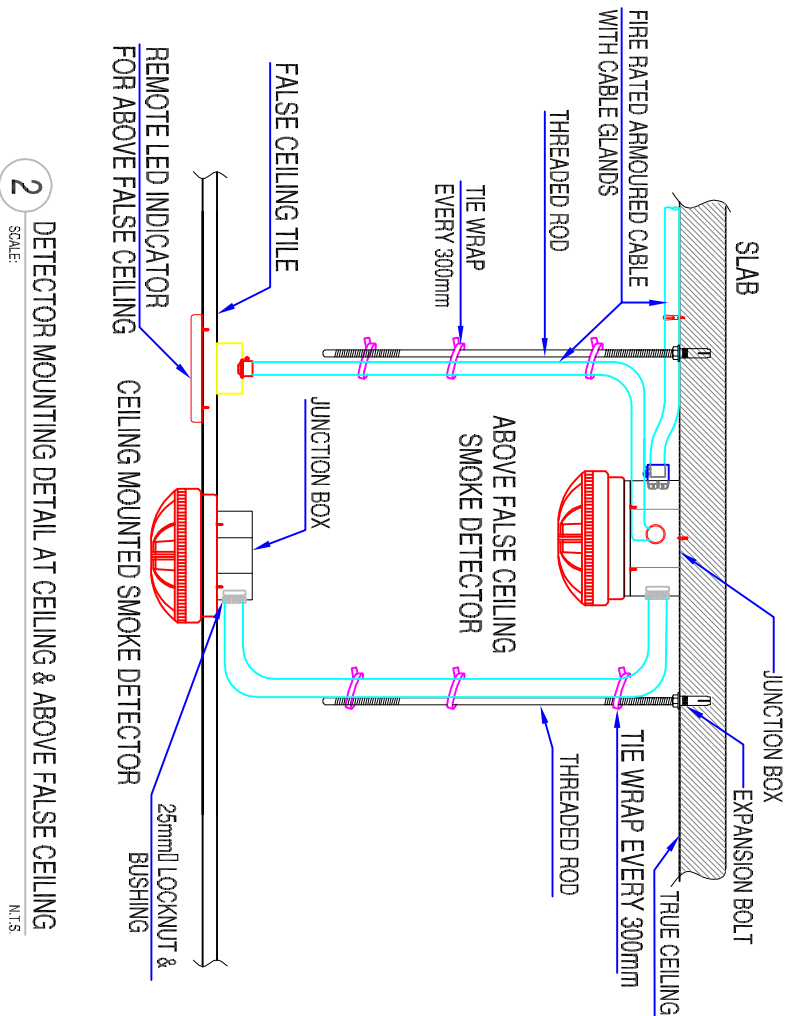 SLAB
FIRE RATED ARMOURED CABLE
WITH CABLE GLANDS
THREADED ROD
TIE WRAP
EVERY 300mm
FALSE CEILING TILE
REMOTE LED INDICATOR
FOR ABOVE FALSE CEILING
JUNCTION BOX
EXPANSION BOLT
TRUE CEILING
TIE WRAP EVERY 300mm
THREADED ROD
ABOVE FALSE CEILING
SMOKE DETECTOR
JUNCTION BOX
CEILING MOUNTED SMOKE DETECTOR
25mm▯ LOCKNUT &
BUSHING
2
DETECTOR MOUNTING DETAIL AT CEILING & ABOVE FALSE CEILING
SCALE:
N.T.S.